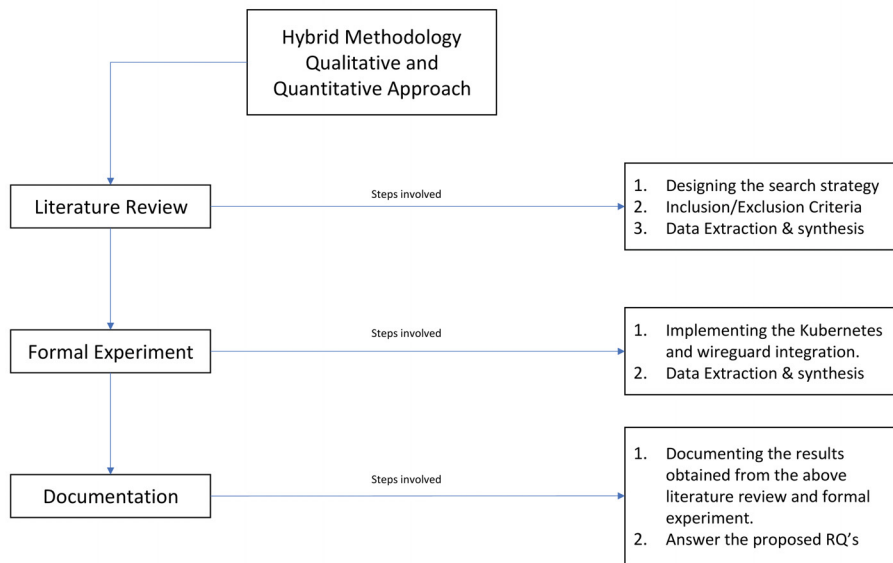 Hybrid Methodology
Qualitative and
Quantitative Approach
Literature Review
Steps involved
1. Designing the search strategy
2. Inclusion/Exclusion Criteria
3. Data Extraction & synthesis
Formal Experiment
Steps involved
1. Implementing the Kubernetes
and wireguard integration.
2. Data Extraction & synthesis
Documentation
Steps involved
1. Documenting the results
obtained from the above
literature review and formal
experiment.
2. Answer the proposed RQ's